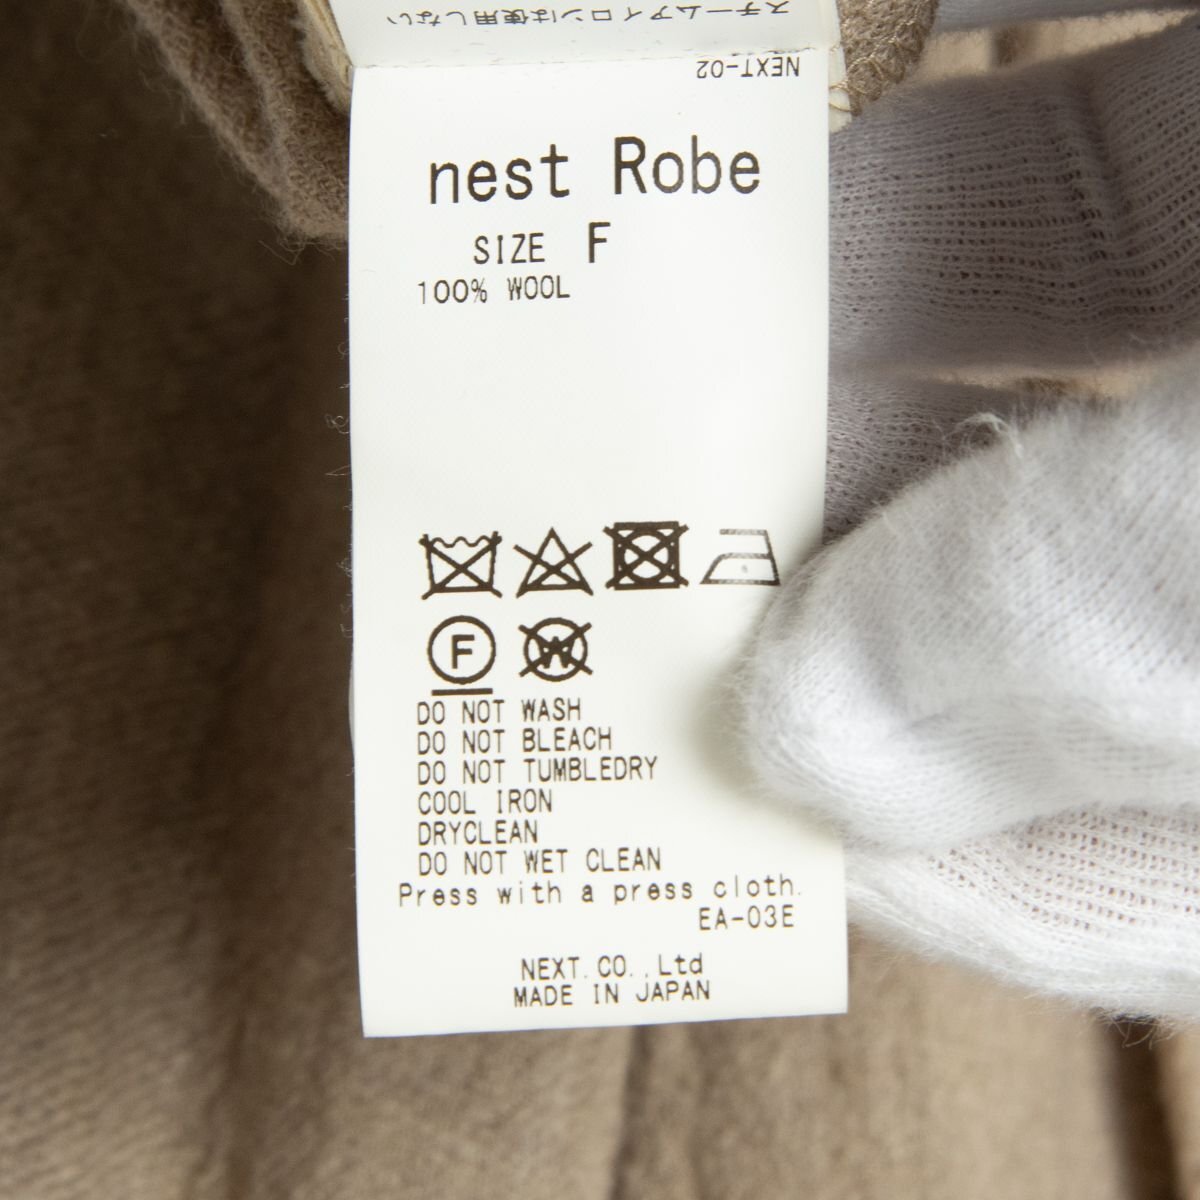 スチームアイロンは使用しない
NEXT-02
nest Robe
SIZE F
100% WOOL
W
F
DO NOT WASH
DO NOT BLEACH
DO NOT TUMBLEDRY
COOL IRON
DRYCLEAN
DO NOT WET CLEAN
Press with a press cloth.
EA-03E
NEXT.CO.,Ltd
MADE IN JAPAN